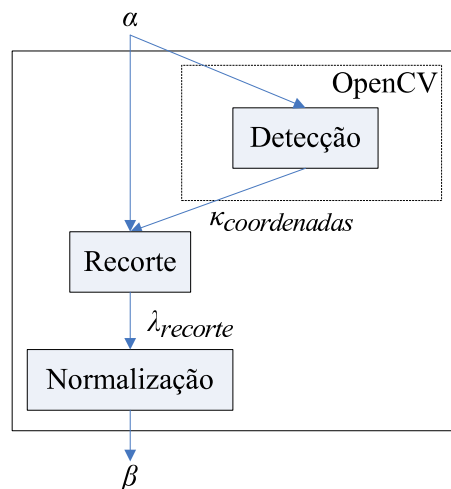 α
OpenCV
Detecção
κcoordenadas
Recorte
λrecorte
Normalização
β